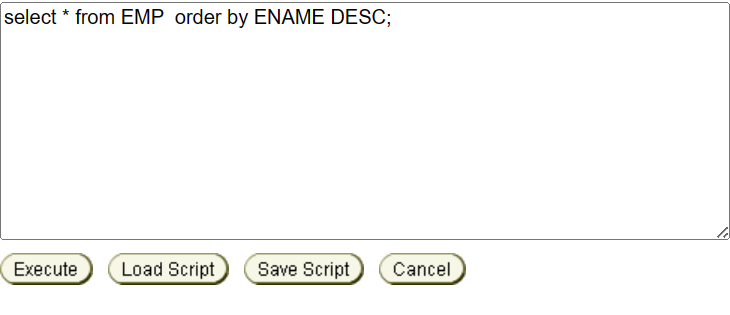 select * from EMP  order by ENAME DESC;
Execute Load Script Save Script Cancel